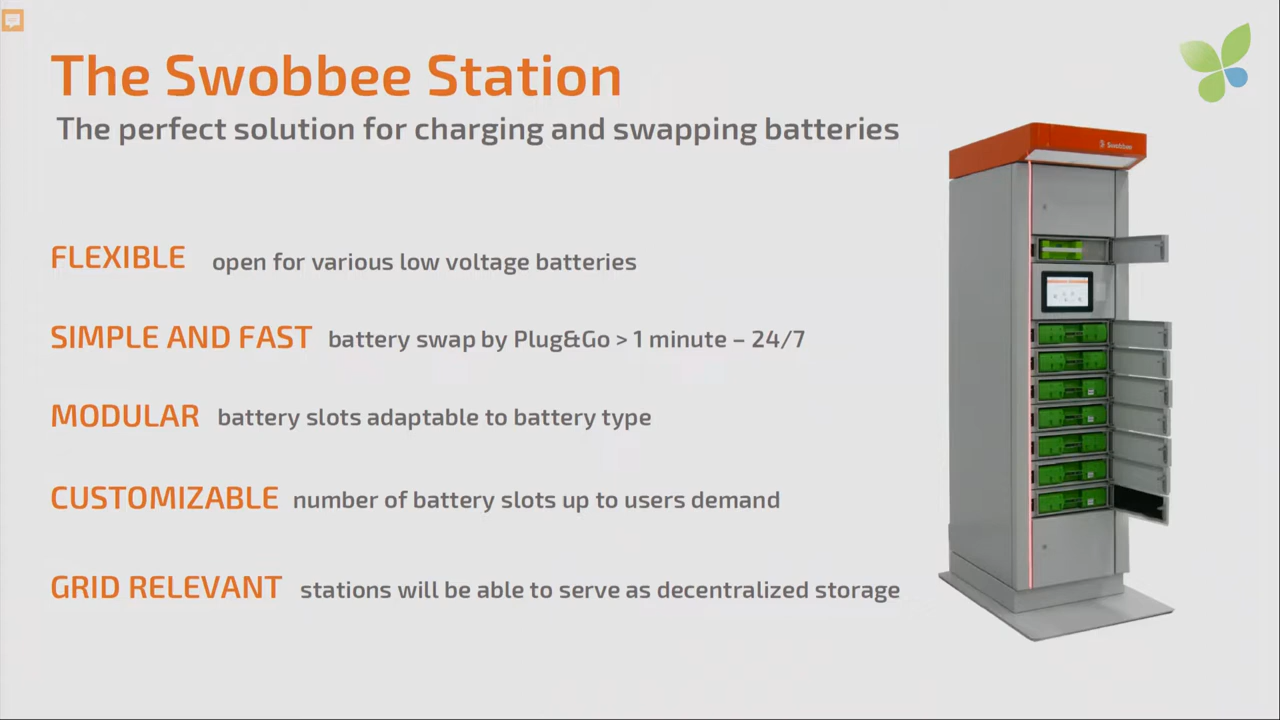 The Swobbee Station
The perfect solution for charging and swapping batteries
FLEXIBLE open for various low voltage batteries
SIMPLE AND FAST battery swap by Plug&Go > 1 minute – 24/7
MODULAR battery slots adaptable to battery type
CUSTOMIZABLE number of battery slots up to users demand
GRID RELEVANT stations will be able to serve as decentralized storage
Swobbee